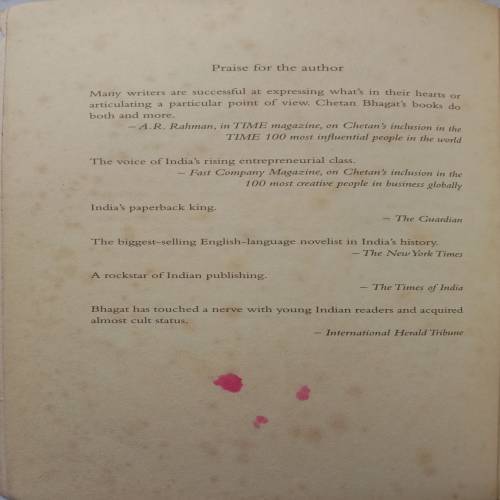 Praise for the author
Many writers are successful at expressing what's in their hearts or
articulating a particular point of view. Chetan Bhagat's books do
both and more.
– A.R. Rahman, in TIME magazine, on Chetan's inclusion in the
TIME 100 most influential people in the world
The voice of India's rising entrepreneurial class.
– Fast Company Magazine, on Chetan's inclusion in the
100 most creative people in business globally
India's paperback king.
– The Guardian
The biggest-selling English-language novelist in India's history.
– The New York Times
A rockstar of Indian publishing.
– The Times of India
Bhagat has touched a nerve with young Indian readers and acquired
almost cult status.
– International Herald Tribune